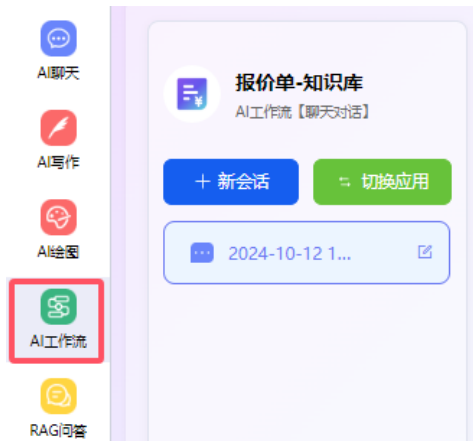 AI聊天
AI写作
AI绘图
AI工作流
RAG问答
报价单-知识库
AI工作流【聊天对话】
+ 新会话
切换应用
2024-10-12 1...